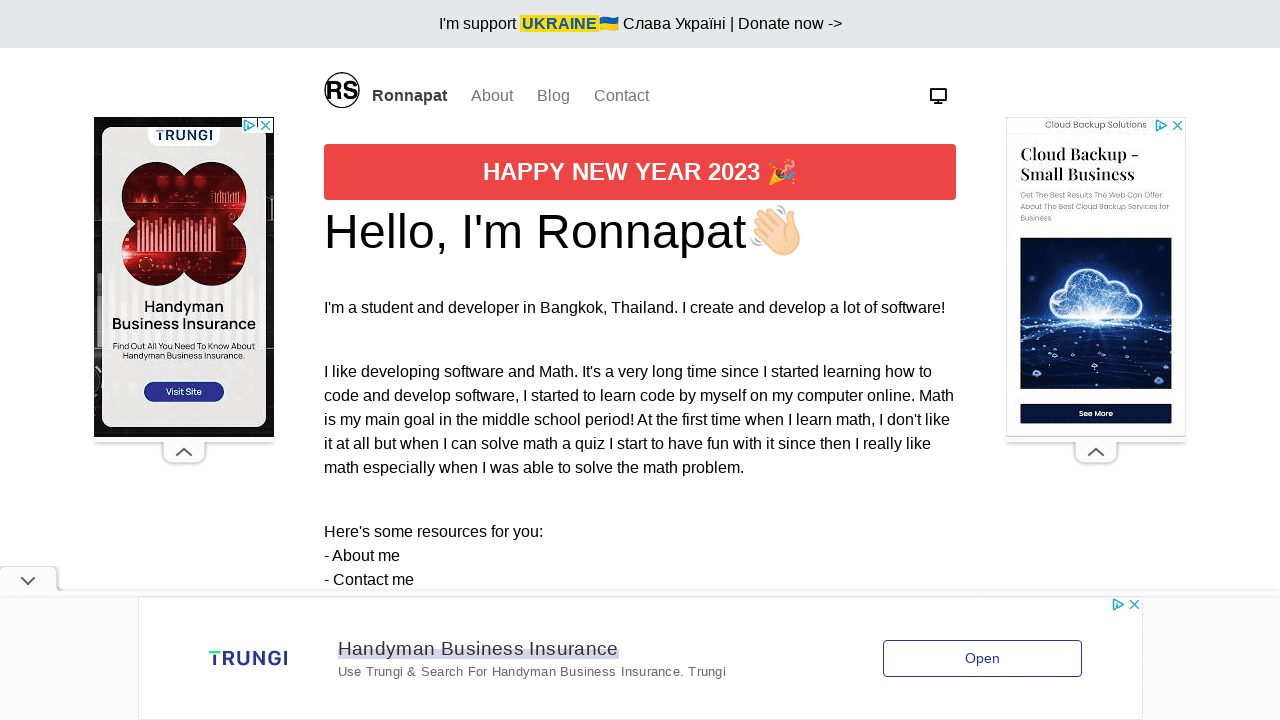 I'm support UKRAINE🇺🇦 Слава Україні | Donate now ->
RS Ronnapat About Blog Contact
HAPPY NEW YEAR 2023 🎉
Hello, I'm Ronnapat👋🏻
I'm a student and developer in Bangkok, Thailand. I create and develop a lot of software!
I like developing software and Math. It's a very long time since I started learning how to
code and develop software, I started to learn code by myself on my computer online. Math
is my main goal in the middle school period! At the first time when I learn math, I don't like
it at all but when I can solve math a quiz I start to have fun with it since then I really like
math especially when I was able to solve the math problem.
Here's some resources for you:
- About me
- Contact me
TRUNGI
Handyman
Business Insurance
Find Out All You Need To Know About
Handyman Business Insurance.
Visit Site
Cloud Backup Solutions
Cloud Backup -
Small Business
Get The Best Results The Web Can Offer
About The Best Cloud Backup Services for
Business
See More
TRUNGI
Handyman Business Insurance
Use Trungi & Search For Handyman Business Insurance. Trungi
Open